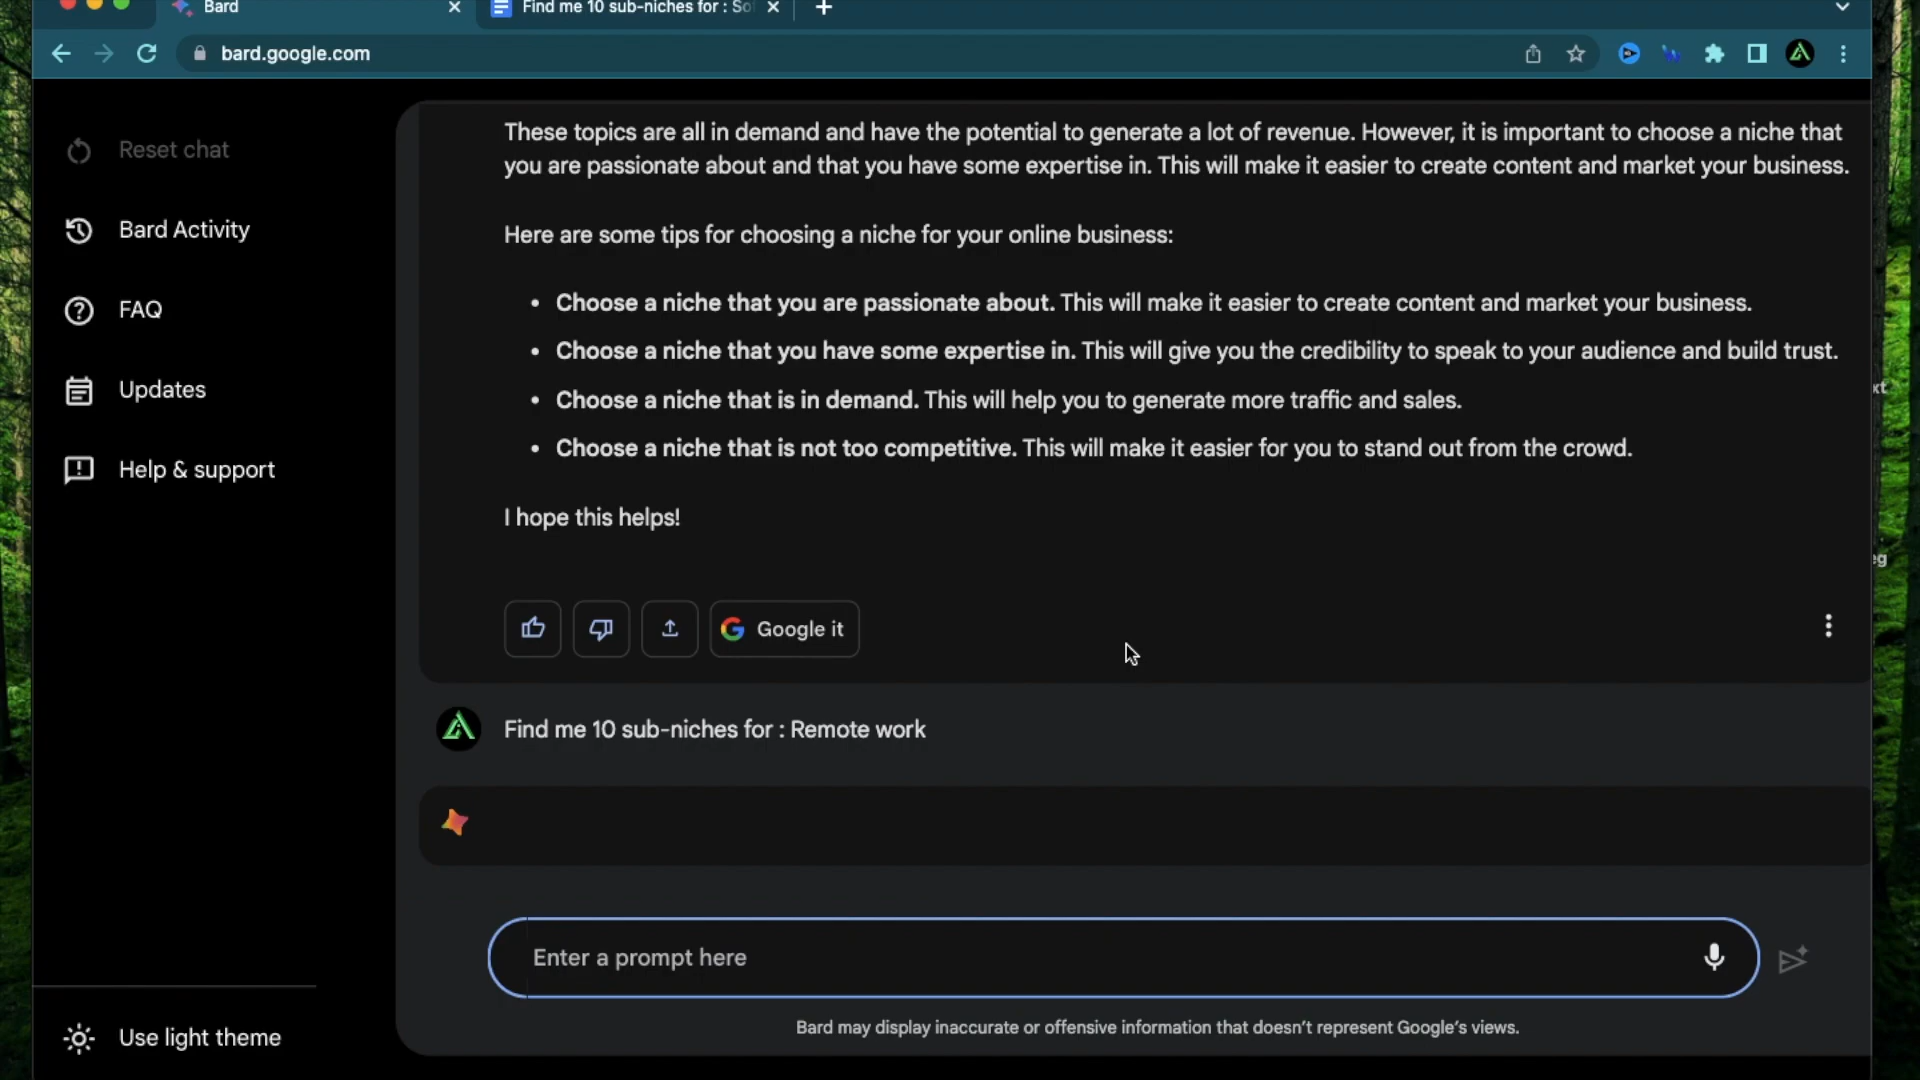 Bard
Find me 10 sub-niches for : So
bard.google.com
Reset chat
Bard Activity
FAQ
Updates
Help & support
Use light theme
These topics are all in demand and have the potential to generate a lot of revenue. However, it is important to choose a niche that
you are passionate about and that you have some expertise in. This will make it easier to create content and market your business.
Here are some tips for choosing a niche for your online business:
• Choose a niche that you are passionate about. This will make it easier to create content and market your business.
• Choose a niche that you have some expertise in. This will give you the credibility to speak to your audience and build trust.
• Choose a niche that is in demand. This will help you to generate more traffic and sales.
• Choose a niche that is not too competitive. This will make it easier for you to stand out from the crowd.
I hope this helps!
Google it
Find me 10 sub-niches for : Remote work
Enter a prompt here
Bard may display inaccurate or offensive information that doesn't represent Google's views.